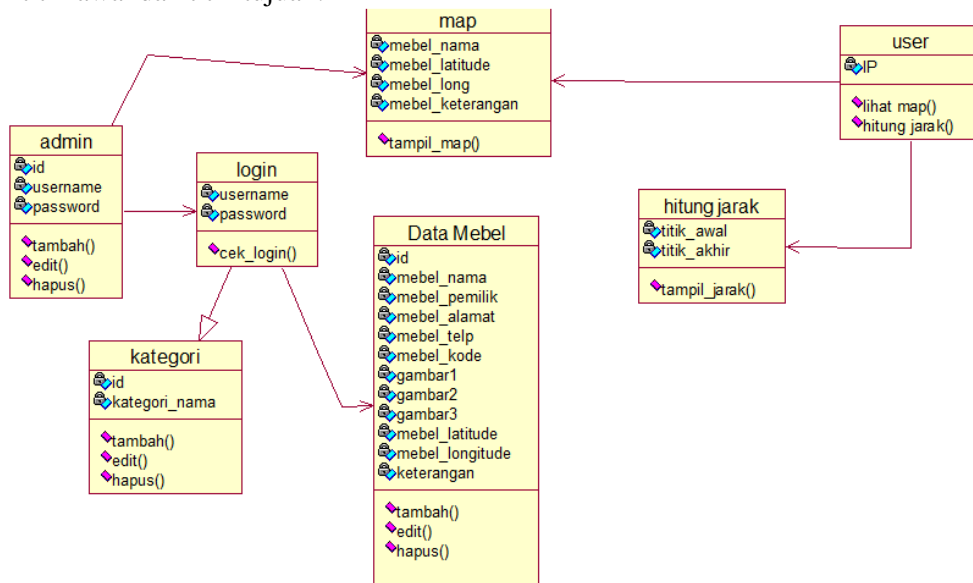 map
mebel_nama
mebel_latitude
mebel_long
mebel_keterangan
tampil_map()
user
IP
lihat map()
hitung jarak()
admin
id
username
password
tambah()
edit()
hapus()
login
username
password
cek_login()
hitung jarak
titik_awal
titik_akhir
tampil_jarak()
Data Mebel
id
mebel_nama
mebel_pemilik
mebel_alamat
mebel_telp
mebel_kode
gambar1
gambar2
gambar3
mebel_latitude
mebel_longitude
keterangan
tambah()
edit()
hapus()
kategori
id
kategori_nama
tambah()
edit()
hapus()